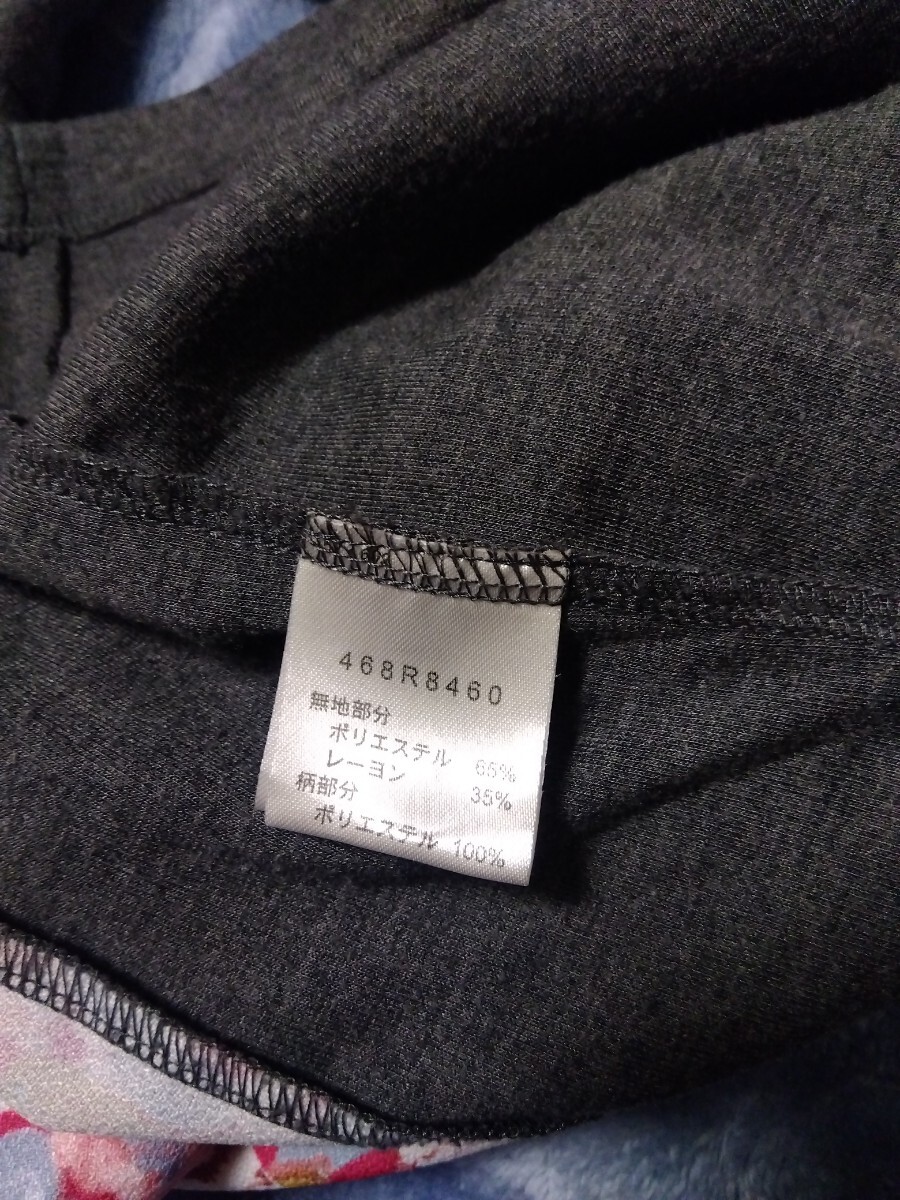 468R8460
無地部分
ポリエステル 65%
レーヨン 35%
柄部分
ポリエステル 100%